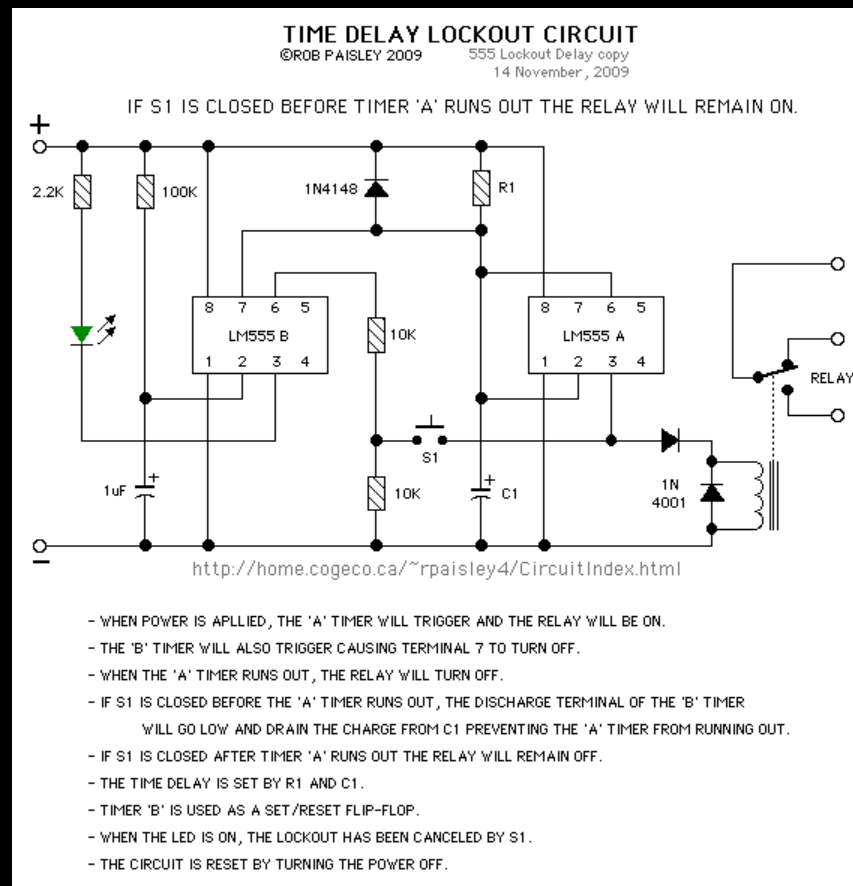 TIME DELAY LOCKOUT CIRCUIT
©ROB PAISLEY 2009
555 Lockout Delay copy
14 November, 2009
IF S1 IS CLOSED BEFORE TIMER 'A' RUNS OUT THE RELAY WILL REMAIN ON.
+
2.2K
100K
1N4148
R1
8 7 6 5
LM555 B
1 2 3 4
10K
8 7 6 5
LM555 A
1 2 3 4
RELAY
S1
1uF
+
10K
+
C1
1N
4001
−
http://home.cogeco.ca/~rpaisley4/CircuitIndex.html
- WHEN POWER IS APLLIED, THE 'A' TIMER WILL TRIGGER AND THE RELAY WILL BE ON.
- THE 'B' TIMER WILL ALSO TRIGGER CAUSING TERMINAL 7 TO TURN OFF.
- WHEN THE 'A' TIMER RUNS OUT, THE RELAY WILL TURN OFF.
- IF S1 IS CLOSED BEFORE THE 'A' TIMER RUNS OUT, THE DISCHARGE TERMINAL OF THE 'B' TIMER
WILL GO LOW AND DRAIN THE CHARGE FROM C1 PREVENTING THE 'A' TIMER FROM RUNNING OUT.
- IF S1 IS CLOSED AFTER TIMER 'A' RUNS OUT THE RELAY WILL REMAIN OFF.
- THE TIME DELAY IS SET BY R1 AND C1.
- TIMER 'B' IS USED AS A SET/RESET FLIP-FLOP.
- WHEN THE LED IS ON, THE LOCKOUT HAS BEEN CANCELED BY S1.
- THE CIRCUIT IS RESET BY TURNING THE POWER OFF.